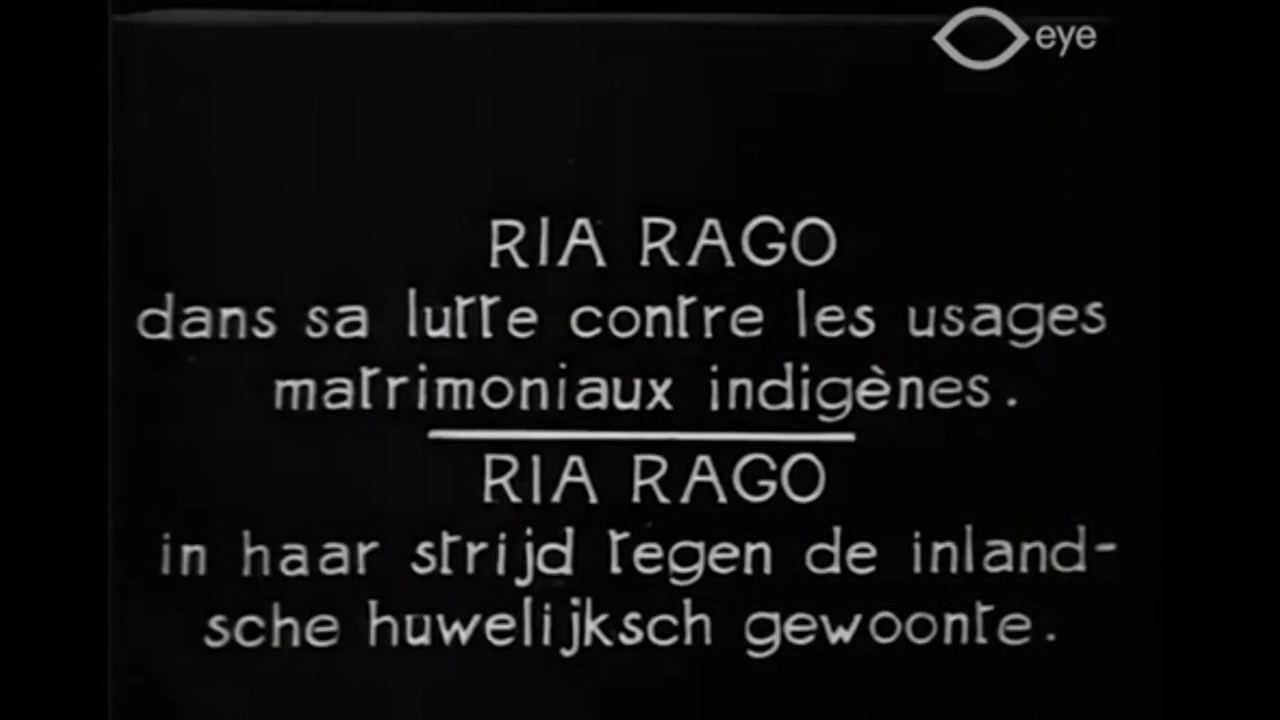 eye
RIA RAGO
dans sa lutte contre les usages
matrimoniaux indigènes.
RIA RAGO
in haar strijd tegen de inland-
sche huwelijksch gewoonte.